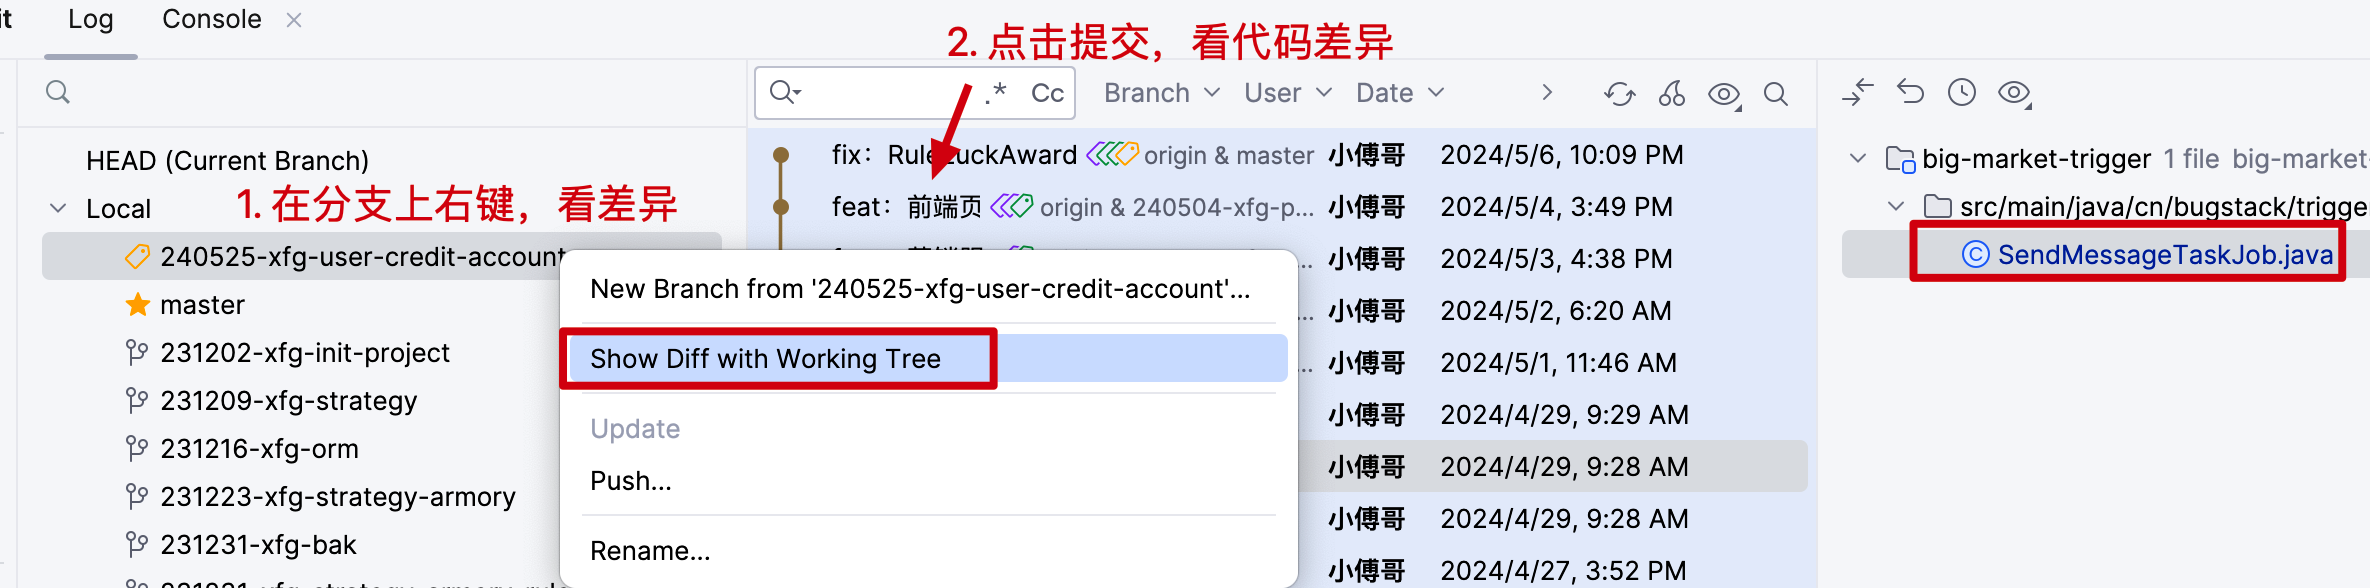 it Log Console
2. 点击提交，看代码差异
.* Cc Branch User Date
HEAD (Current Branch)
1. 在分支上右键，看差异
Local
240525-xfg-user-credit-account
master
231202-xfg-init-project
231209-xfg-strategy
231216-xfg-orm
231223-xfg-strategy-armory
231231-xfg-bak
New Branch from '240525-xfg-user-credit-account'...
Show Diff with Working Tree
Update
Push...
Rename...
fix：RuleLuckAward origin & master 小傅哥 2024/5/6, 10:09 PM
feat：前端页 origin & 240504-xfg-p... 小傅哥 2024/5/4, 3:49 PM
... 小傅哥 2024/5/3, 4:38 PM
... 小傅哥 2024/5/2, 6:20 AM
... 小傅哥 2024/5/1, 11:46 AM
小傅哥 2024/4/29, 9:29 AM
小傅哥 2024/4/29, 9:28 AM
小傅哥 2024/4/29, 9:28 AM
小傅哥 2024/4/27, 3:52 PM
big-market-trigger 1 file big-market-
src/main/java/cn/bugstack/trigger
SendMessageTaskJob.java